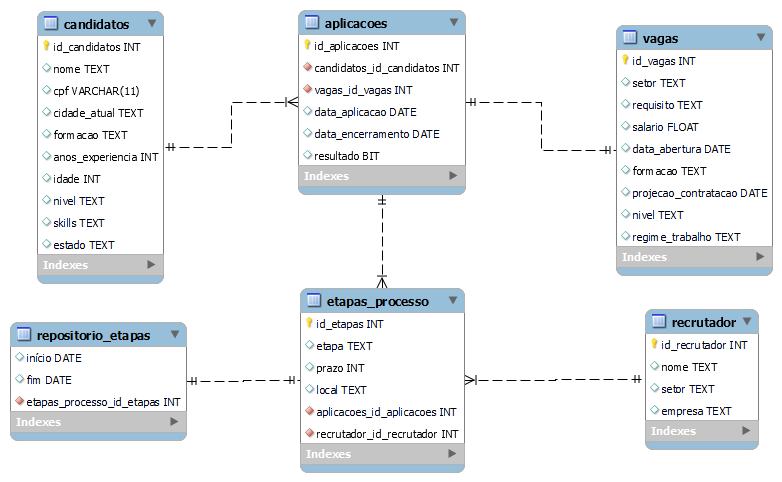 candidatos
id_candidatos INT
nome TEXT
cpf VARCHAR(11)
cidade_atual TEXT
formacao TEXT
anos_experiencia INT
idade INT
nivel TEXT
skills TEXT
estado TEXT
Indexes
aplicacoes
id_aplicacoes INT
candidatos_id_candidatos INT
vagas_id_vagas INT
data_aplicacao DATE
data_encerramento DATE
resultado BIT
Indexes
vagas
id_vagas INT
setor TEXT
requisito TEXT
salario FLOAT
data_abertura DATE
formacao TEXT
projecao_contratacao DATE
nivel TEXT
regime_trabalho TEXT
Indexes
repositorio_etapas
início DATE
fim DATE
etapas_processo_id_etapas INT
Indexes
etapas_processo
id_etapas INT
etapa TEXT
prazo INT
local TEXT
aplicacoes_id_aplicacoes INT
recrutador_id_recrutador INT
Indexes
recrutador
id_recrutador INT
nome TEXT
setor TEXT
empresa TEXT
Indexes